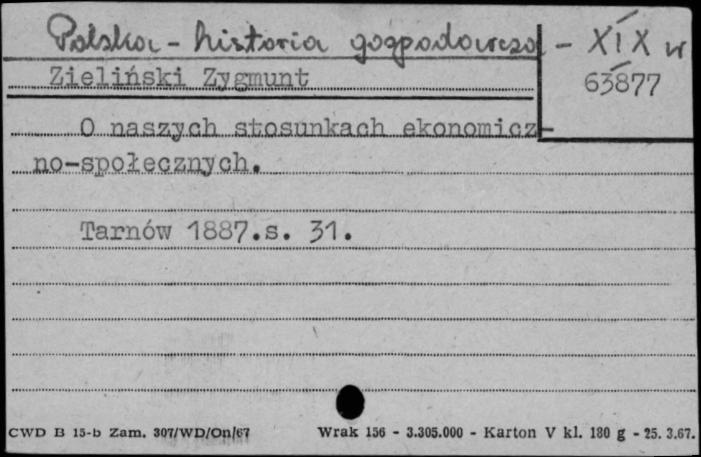 Polska - historia gospodarcza - XIX w
Zieliński Zygmunt
63877
O naszych stosunkach ekonomicz-
no-społecznych.
Tarnów 1887.s. 31.
CWD B 15-b Zam. 307/WD/On/67 Wrak 156 - 3.305.000 - Karton V kl. 180 g - 25. 3.67.